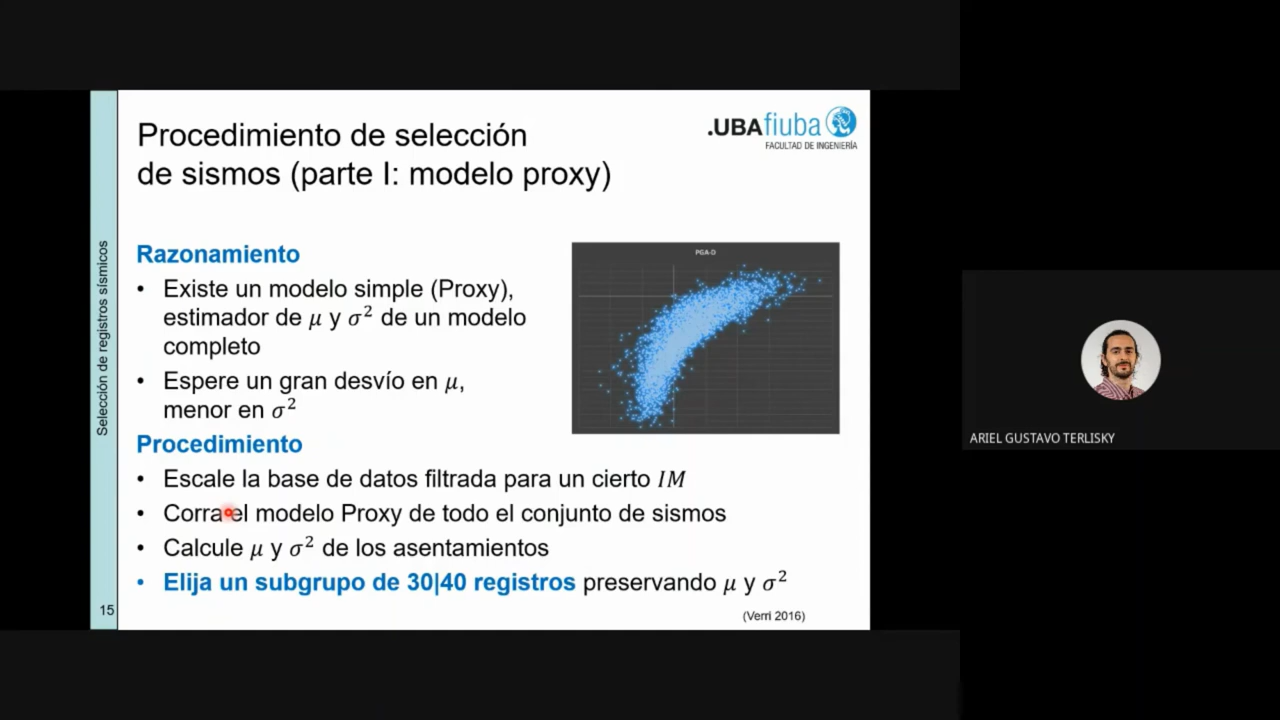 Procedimiento de selección
de sismos (parte I: modelo proxy)
.UBAfiuba
FACULTAD DE INGENIERÍA
Selección de registros sísmicos
Razonamiento
• Existe un modelo simple (Proxy),
estimador de μ y σ² de un modelo
completo
• Espere un gran desvío en μ,
menor en σ²
PGA-D
Procedimiento
• Escale la base de datos filtrada para un cierto IM
• Corra el modelo Proxy de todo el conjunto de sismos
• Calcule μ y σ² de los asentamientos
• Elija un subgrupo de 30|40 registros preservando μ y σ²
15
(Verri 2016)
ARIEL GUSTAVO TERLISKY